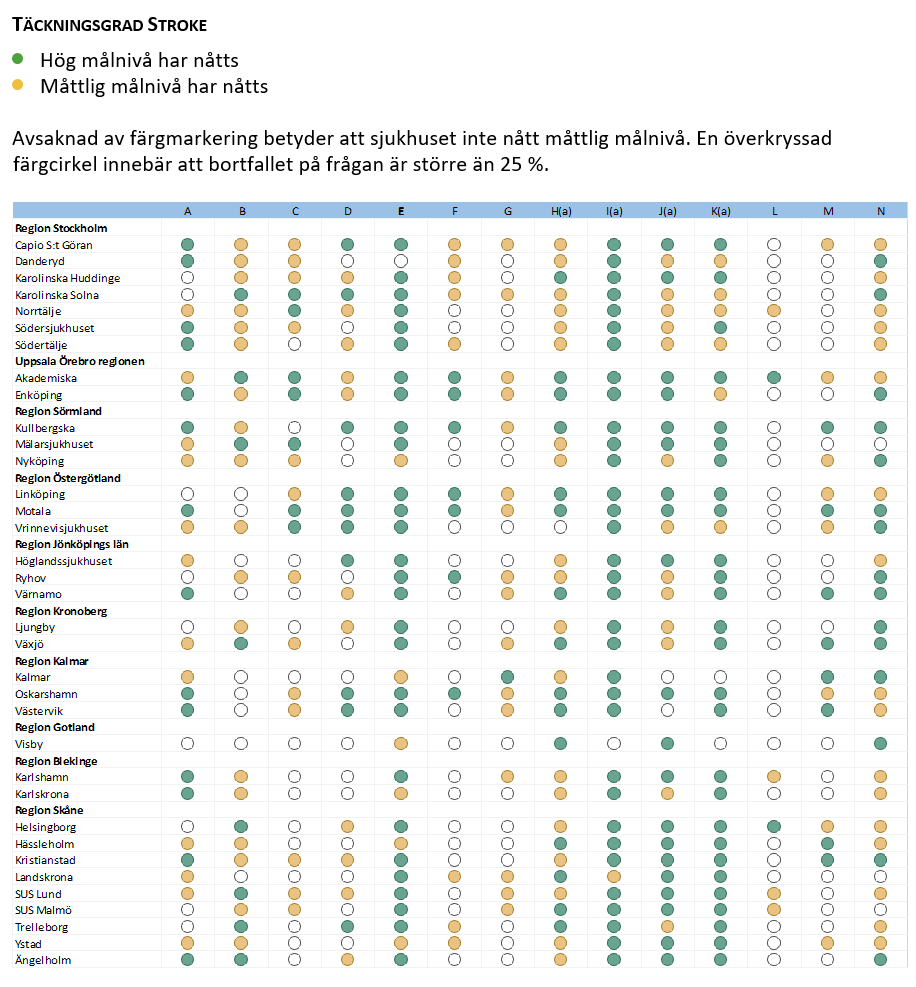 TÄCKNINGSGRAD STROKE
Hög målnivå har nåtts
Måttlig målnivå har nåtts
Avsaknad av färgmarkering betyder att sjukhuset inte nått måttlig målnivå. En överkryssad
färgcirkel innebär att bortfallet på frågan är större än 25 %.
A B C D E F G H(a) I(a) J(a) K(a) L M N
Region Stockholm
Capio S:t Göran
Danderyd
Karolinska Huddinge
Karolinska Solna
Norrtälje
Södersjukhuset
Södertälje
Uppsala Örebro regionen
Akademiska
Enköping
Region Sörmland
Kullbergska
Mälarsjukhuset
Nyköping
Region Östergötland
Linköping
Motala
Vrinnevisjukhuset
Region Jönköpings län
Höglandssjukhuset
Ryhov
Värnamo
Region Kronoberg
Ljungby
Växjö
Region Kalmar
Kalmar
Oskarshamn
Västervik
Region Gotland
Visby
Region Blekinge
Karlshamn
Karlskrona
Region Skåne
Helsingborg
Hässleholm
Kristianstad
Landskrona
SUS Lund
SUS Malmö
Trelleborg
Ystad
Ängelholm